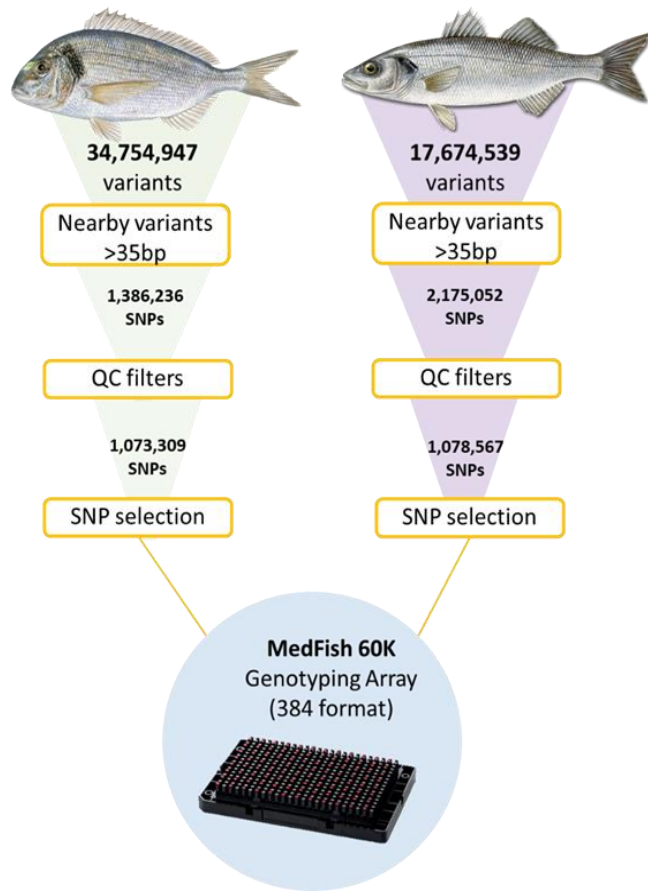 34,754,947
variants
Nearby variants
>35bp
1,386,236
SNPs
QC filters
1,073,309
SNPs
SNP selection
17,674,539
variants
Nearby variants
>35bp
2,175,052
SNPs
QC filters
1,078,567
SNPs
SNP selection
MedFish 60K
Genotyping Array
(384 format)